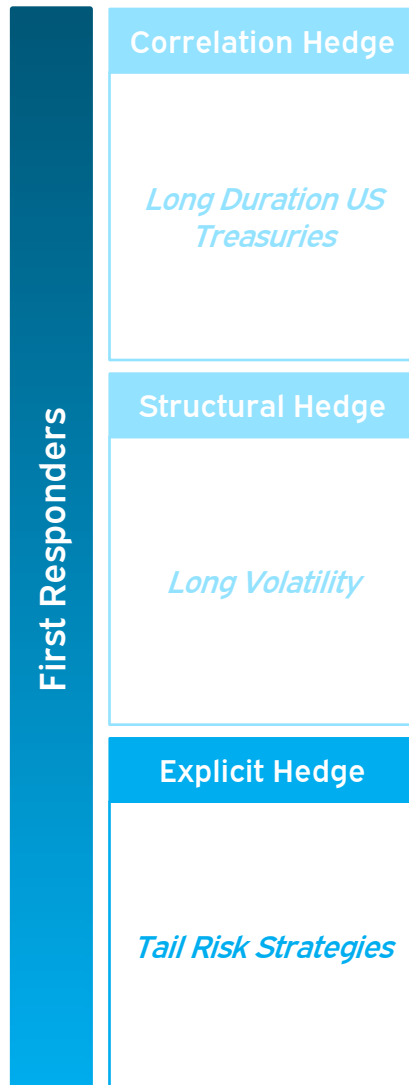 First Responders
Correlation Hedge
Long Duration US
Treasuries
Structural Hedge
Long Volatility
Explicit Hedge
Tail Risk Strategies